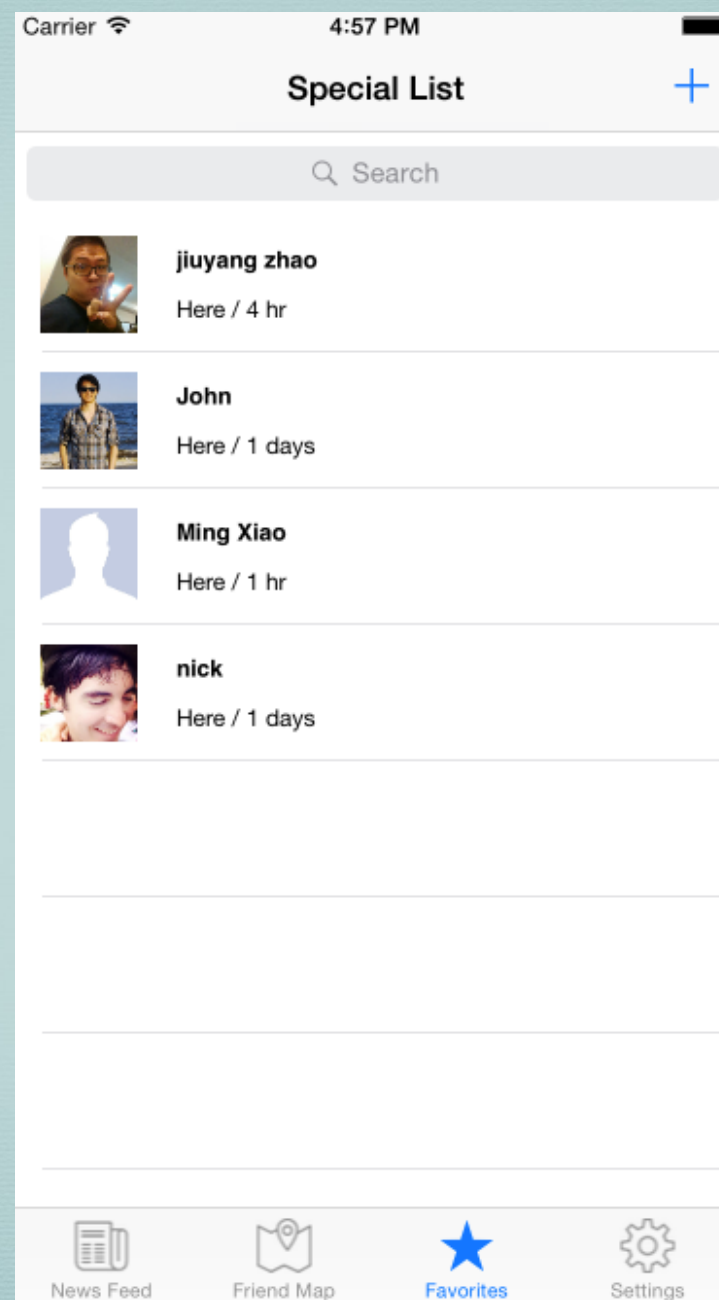 Carrier 4:57 PM
Special List +
Search
jiuyang zhao
Here / 4 hr
John
Here / 1 days
Ming Xiao
Here / 1 hr
nick
Here / 1 days
News Feed Friend Map Favorites Settings